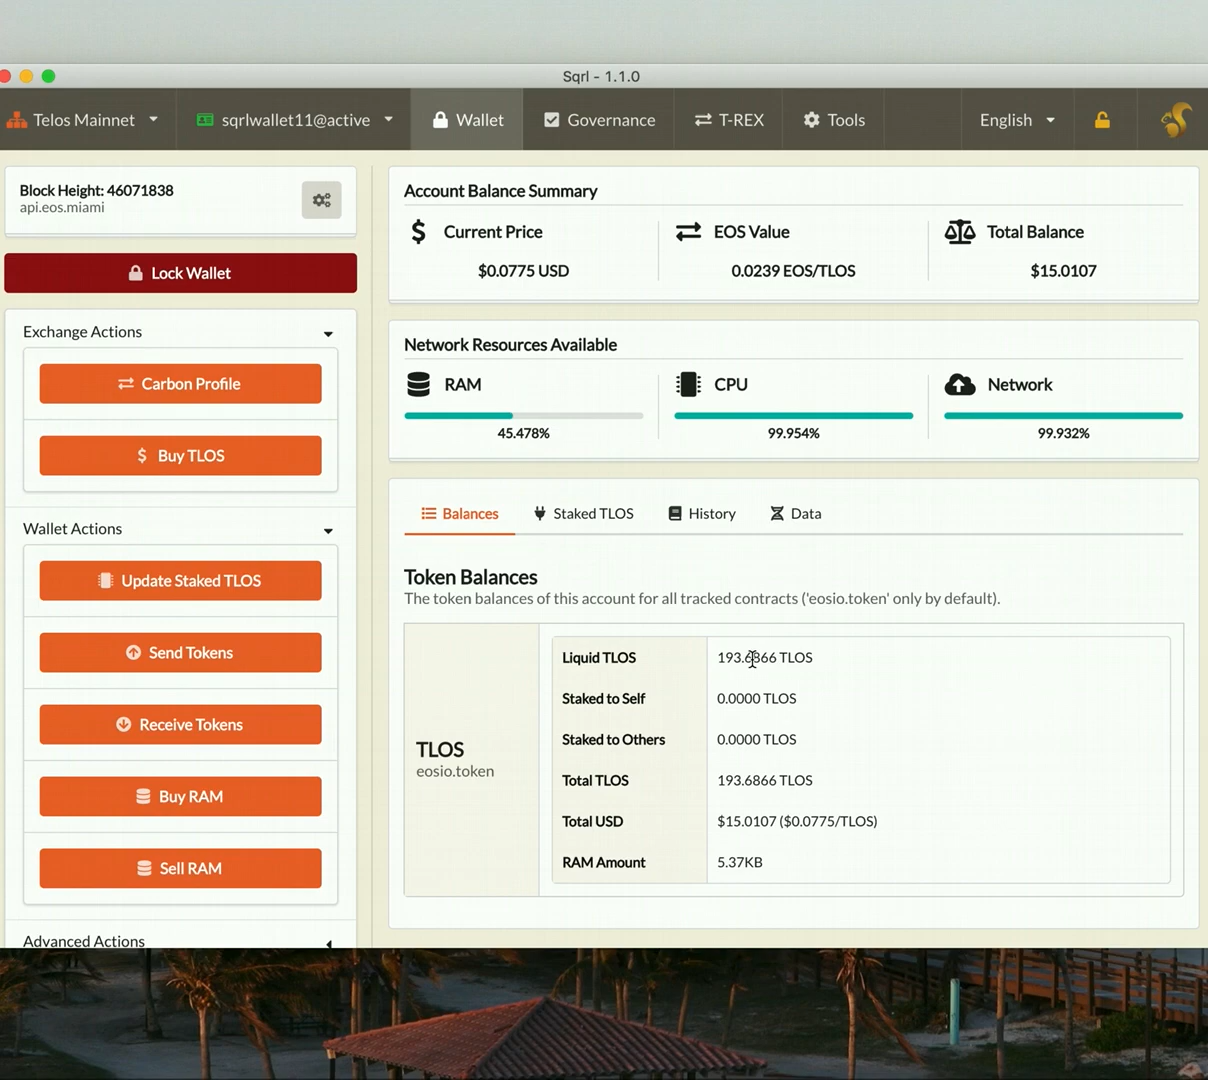 Sqrl - 1.1.0
Telos Mainnet
sqrlwallet11@active
Wallet
Governance
T-REX
Tools
English
Block Height: 46071838
api.eos.miami
Lock Wallet
Exchange Actions
Carbon Profile
Buy TLOS
Wallet Actions
Update Staked TLOS
Send Tokens
Receive Tokens
Buy RAM
Sell RAM
Advanced Actions
Account Balance Summary
Current Price
$0.0775 USD
EOS Value
0.0239 EOS/TLOS
Total Balance
$15.0107
Network Resources Available
RAM
45.478%
CPU
99.954%
Network
99.932%
Balances
Staked TLOS
History
Data
Token Balances
The token balances of this account for all tracked contracts ('eosio.token' only by default).
TLOS
eosio.token
Liquid TLOS
193.6866 TLOS
Staked to Self
0.0000 TLOS
Staked to Others
0.0000 TLOS
Total TLOS
193.6866 TLOS
Total USD
$15.0107 ($0.0775/TLOS)
RAM Amount
5.37KB